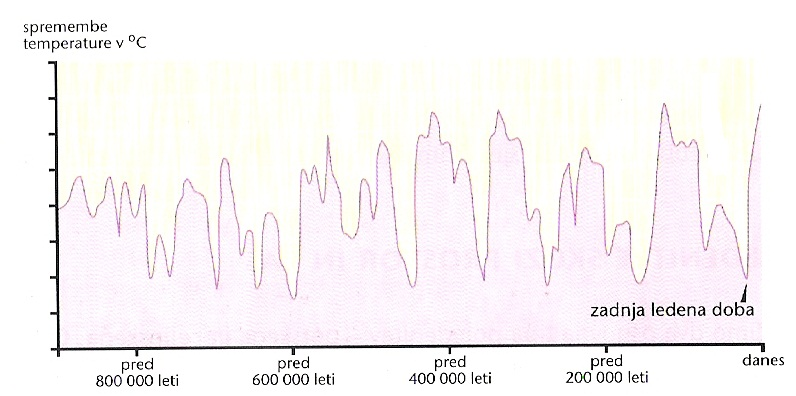 spremembe
temperature v °C
zadnja ledena doba
pred
800 000 leti
pred
600 000 leti
pred
400 000 leti
pred
200 000 leti
danes